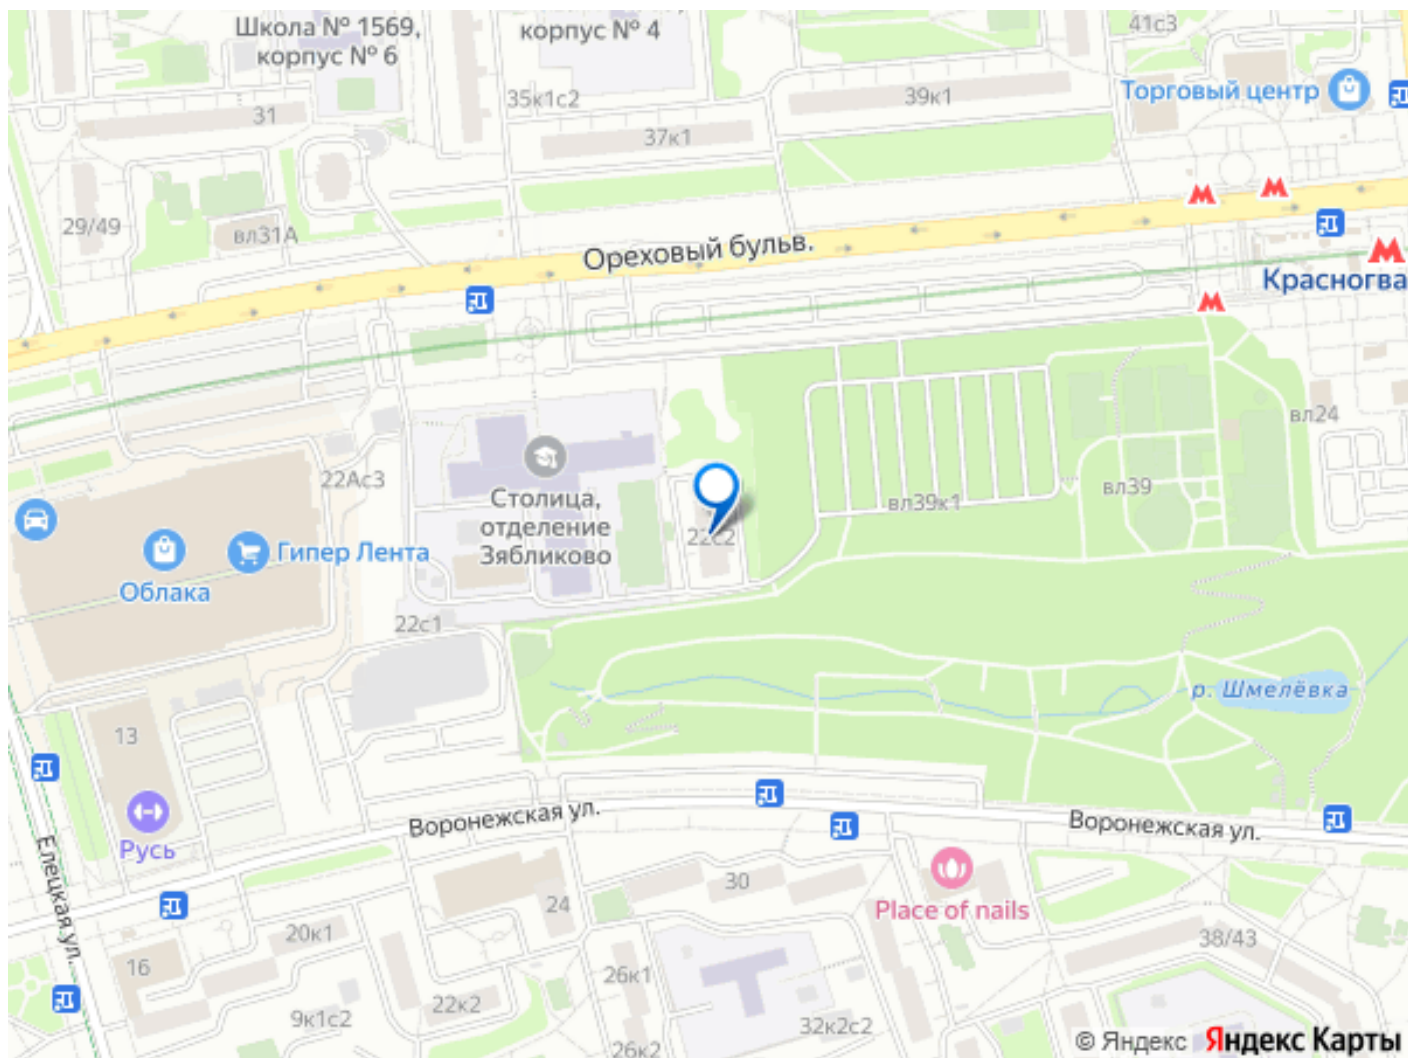 Школа № 1569,
корпус № 6
корпус № 4
41с3
Торговый центр
35к1с2
39к1
31
37к1
29/49
вл31А
Ореховый бульв.
Красногва
вл24
22Ас3
Столица,
отделение
Зябликово
22с2
вл39к1
вл39
Гипер Лента
Облака
22с1
р. Шмелёвка
13
Русь
Воронежская ул.
Воронежская ул.
Елецкая ул.
30
24
Place of nails
20к1
38/43
16
26к1
22к2
9к1с2
32к2с2
26к2
© Яндекс Яндекс Карты